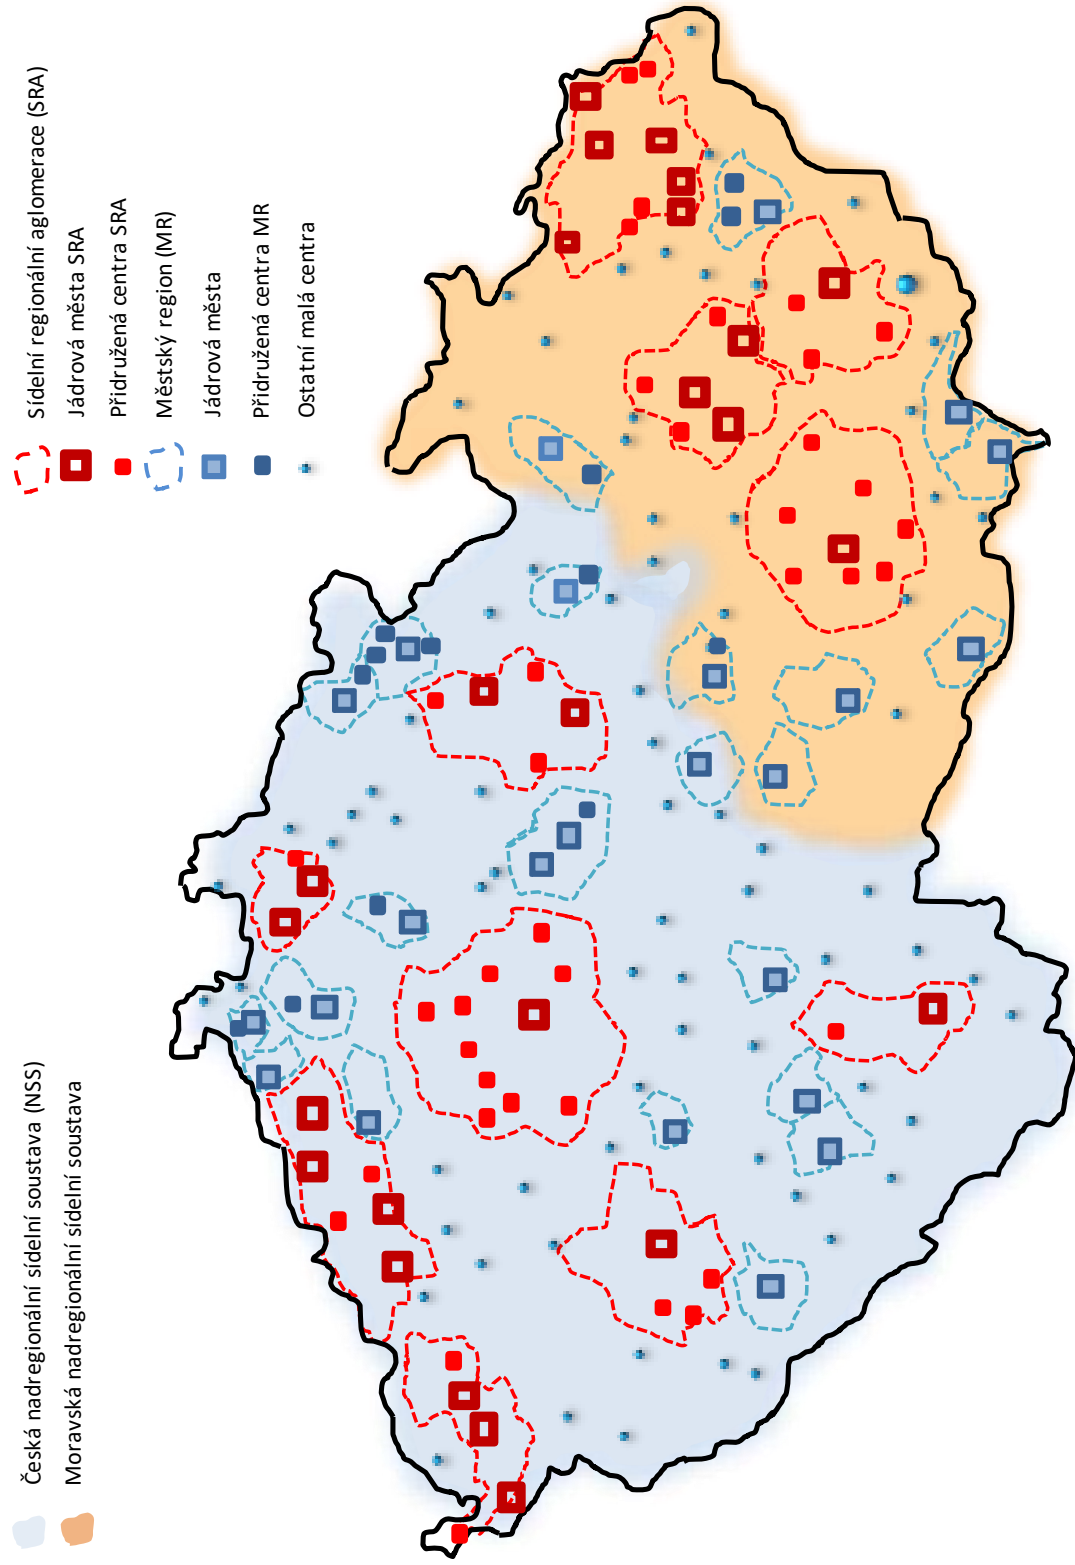 Česká nadregionální sídelní soustava (NSS)
Moravská nadregionální sídelní soustava
Sídelní regionální aglomerace (SRA)
Jádrová města SRA
Přidružená centra SRA
Městský region (MR)
Jádrová města
Přidružená centra MR
Ostatní malá centra